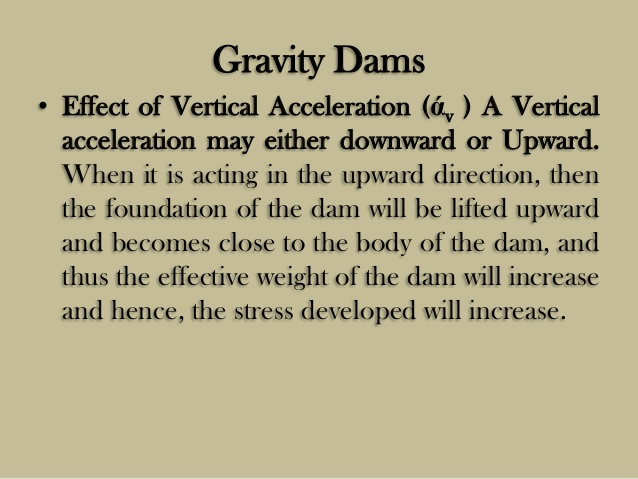 Gravity Dams
• Effect of Vertical Acceleration (άv ) A Vertical
acceleration may either downward or Upward.
When it is acting in the upward direction, then
the foundation of the dam will be lifted upward
and becomes close to the body of the dam, and
thus the effective weight of the dam will increase
and hence, the stress developed will increase.